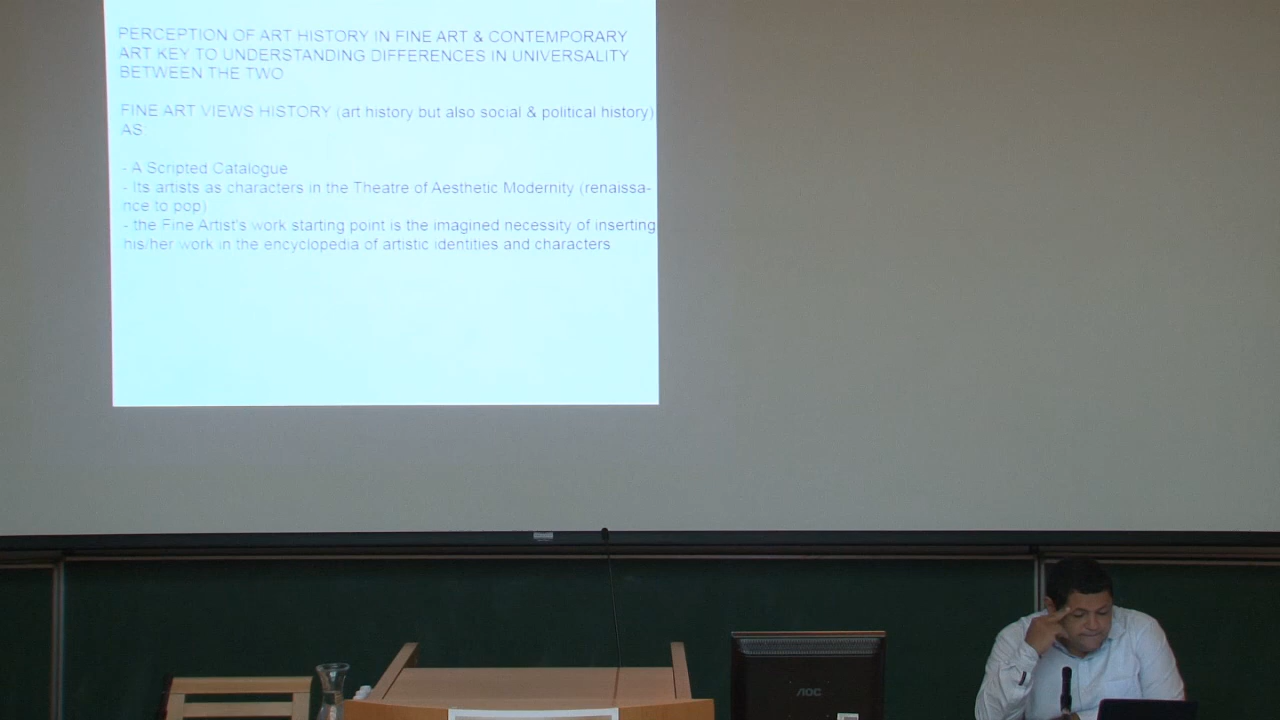 PERCEPTION OF ART HISTORY IN FINE ART & CONTEMPORARY
ART KEY TO UNDERSTANDING DIFFERENCES IN UNIVERSALITY
BETWEEN THE TWO
FINE ART VIEWS HISTORY (art history but also social & political history)
AS:
- A Scripted Catalogue
- Its artists as characters in the Theatre of Aesthetic Modernity (renaissa-
nce to pop)
- the Fine Artist's work starting point is the imagined necessity of inserting
his/her work in the encyclopedia of artistic identities and characters
AOC